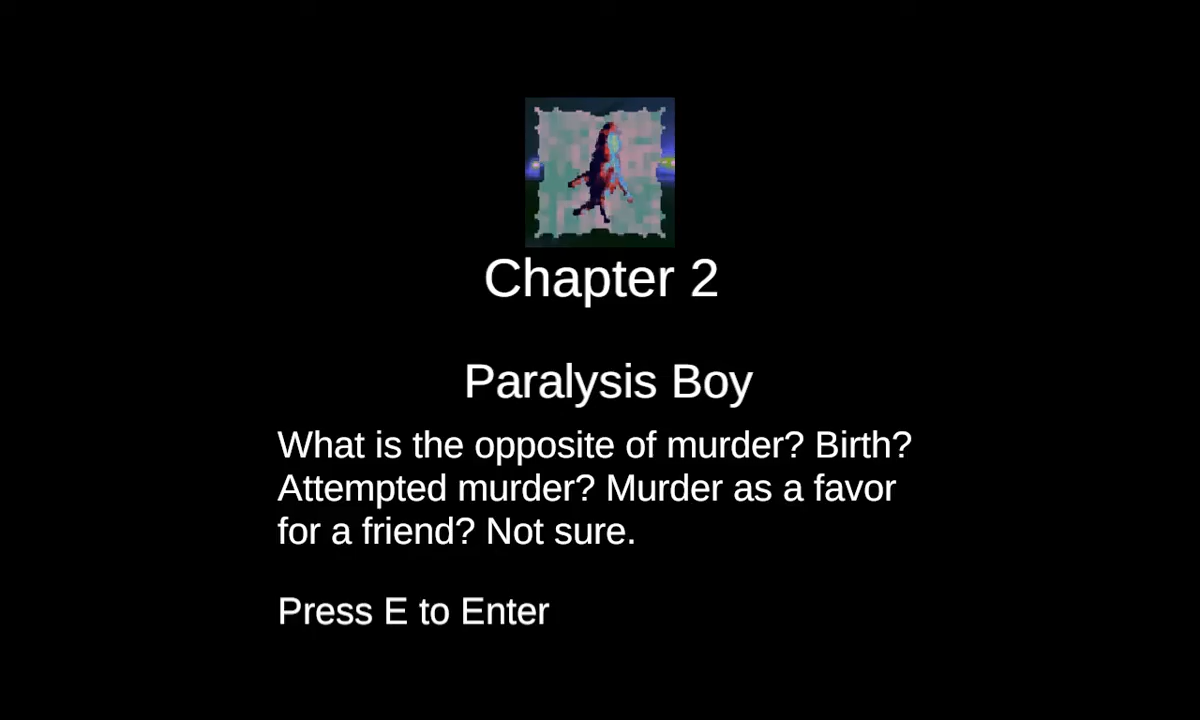 Chapter 2
Paralysis Boy
What is the opposite of murder? Birth?
Attempted murder? Murder as a favor
for a friend? Not sure.
Press E to Enter